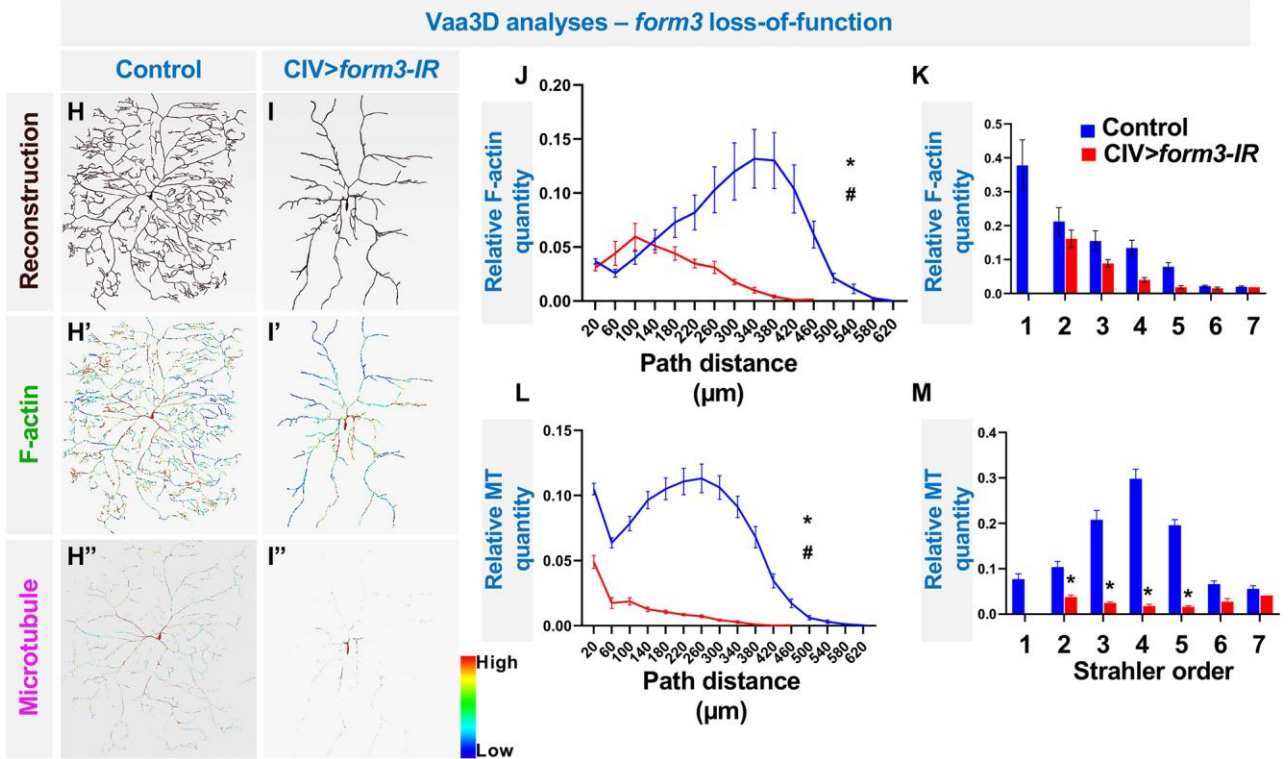 Vaa3D analyses – form3 loss-of-function
Control
CIV>form3-IR
Reconstruction
F-actin
Microtubule
H
I
H'
I'
H''
I''
High
Low
J
Relative F-actin
quantity
0.20
0.15
0.10
0.05
0.00
20
60
100
140
180
220
260
300
340
380
420
460
500
540
580
620
*
#
Path distance
(µm)
K
Relative F-actin
quantity
0.5
0.4
0.3
0.2
0.1
0.0
Control
CIV>form3-IR
1 2 3 4 5 6 7
L
Relative MT
quantity
0.15
0.10
0.05
0.00
20
60
100
140
180
220
260
300
340
380
420
460
500
540
580
620
*
#
Path distance
(µm)
M
Relative MT
quantity
0.4
0.3
0.2
0.1
0.0
* * * *
1 2 3 4 5 6 7
Strahler order